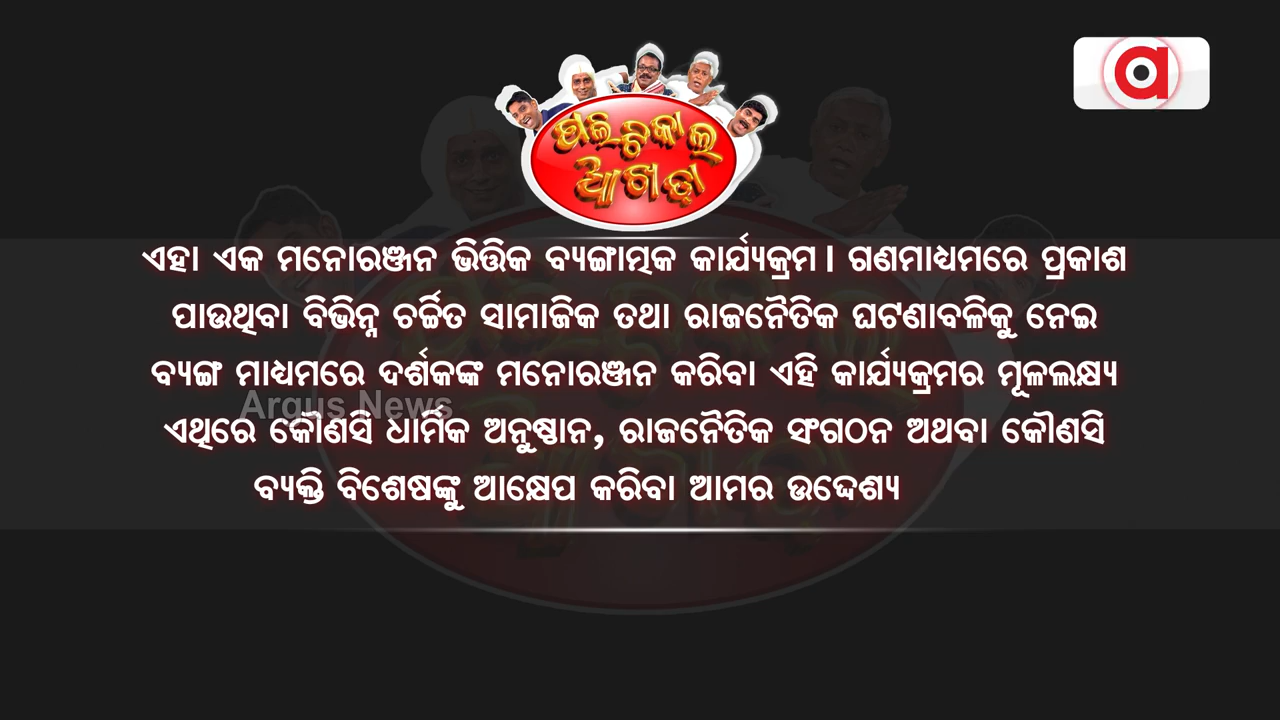 ପଲିଟିକାଲ
ଆଖଡ଼ା
ଏହା ଏକ ମନୋରଞ୍ଜନ ଭିତ୍ତିକ ବ୍ୟଙ୍ଗାତ୍ମକ କାର୍ଯ୍ୟକ୍ରମ। ଗଣମାଧ୍ୟମରେ ପ୍ରକାଶ
ପାଉଥିବା ବିଭିନ୍ନ ଚର୍ଚ୍ଚିତ ସାମାଜିକ ତଥା ରାଜନୈତିକ ଘଟଣାବଳିକୁ ନେଇ
ବ୍ୟଙ୍ଗ ମାଧ୍ୟମରେ ଦର୍ଶକଙ୍କ ମନୋରଞ୍ଜନ କରିବା ଏହି କାର୍ଯ୍ୟକ୍ରମର ମୂଳଲକ୍ଷ୍ୟ
Argus News
ଏଥିରେ କୌଣସି ଧାର୍ମିକ ଅନୁଷ୍ଠାନ, ରାଜନୈତିକ ସଂଗଠନ ଅଥବା କୌଣସି
ବ୍ୟକ୍ତି ବିଶେଷଙ୍କୁ ଆକ୍ଷେପ କରିବା ଆମର ଉଦ୍ଦେଶ୍ୟ